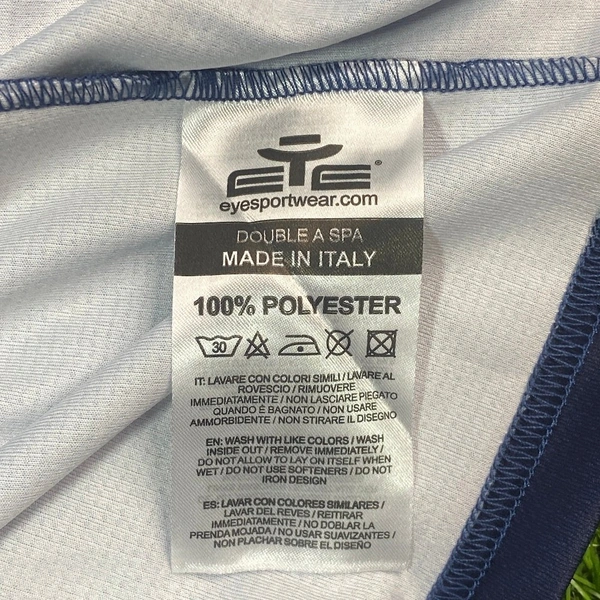 EYE®
eyesportwear.com
DOUBLE A SPA
MADE IN ITALY
100% POLYESTER
30
IT: LAVARE CON COLORI SIMILI / LAVARE AL
ROVESCIO / RIMUOVERE
IMMEDIATAMENTE / NON LASCIARE PIEGATO
QUANDO È BAGNATO / NON USARE
AMMORBIDENTE / NON STIRARE IL DISEGNO
EN: WASH WITH LIKE COLORS / WASH
INSIDE OUT / REMOVE IMMEDIATELY /
DO NOT ALLOW TO LAY ON ITSELF WHEN
WET / DO NOT USE SOFTENERS / DO NOT
IRON DESIGN
ES: LAVAR CON COLORES SIMILARES /
LAVAR DEL REVES / REITIRAR
IMMEDIATAMENTE / NO DOBLAR LA
PRENDA MOJADA / NO USAR SUAVIZANTES /
NON PLACHAR SOBRE EL DISEÑO